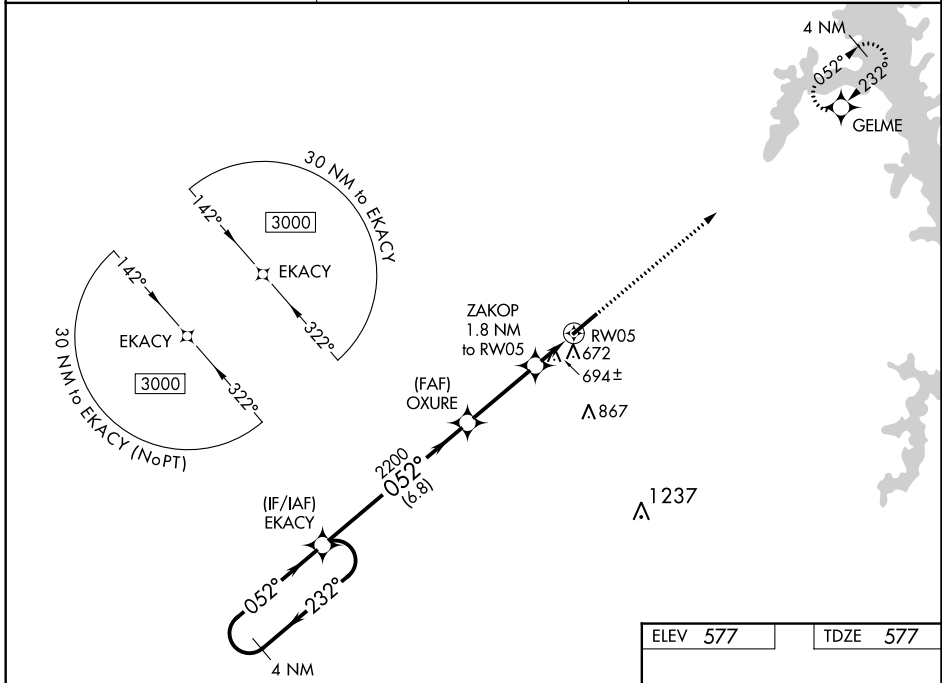 4 NM
052°
232°
GELME
30 NM to EKACY
142°
3000
EKACY
322°
142°
EKACY
3000
322°
30 NM to EKACY (NoPT)
ZAKOP
1.8 NM
to RW05
RW05
672
694±
(FAF)
OXURE
867
2200
052°
(6.8)
(IF/IAF)
EKACY
1237
052°
232°
4 NM
ELEV 577
TDZE 577